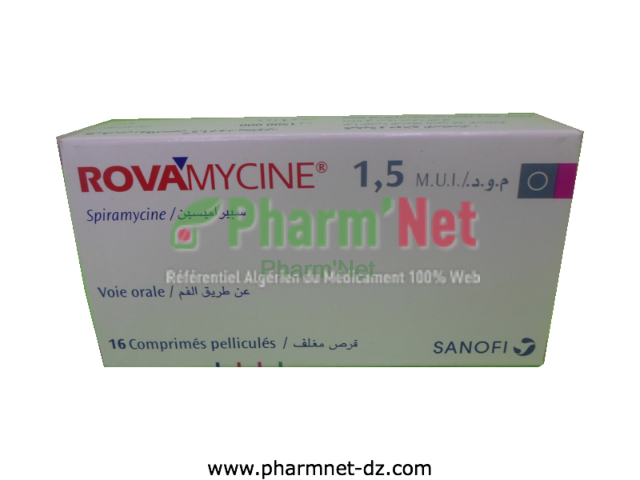 ROVAMYCINE® 1,5 M.U.I./م.و.د.
Spiramycine / سبيراميسين
Pharm'Net
Pharm'Net
Référentiel Algérien du Médicament 100% Web
Voie orale / عن طريق الفم
16 Comprimés pelliculés / قرص مغلف
SANOFI
www.pharmnet-dz.com